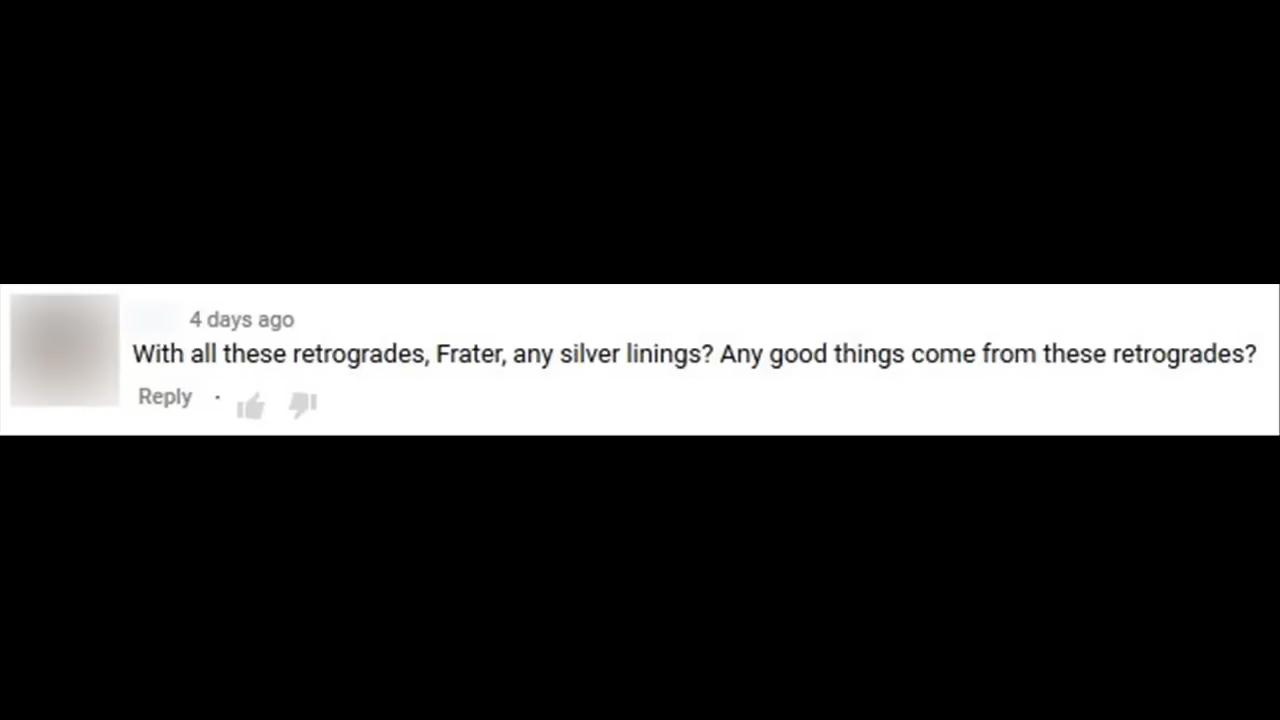 4 days ago
With all these retrogrades, Frater, any silver linings? Any good things come from these retrogrades?
Reply ·